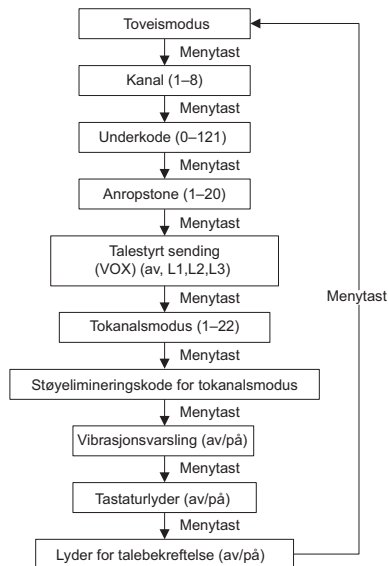 Toveismodus
Menytast
Kanal (1–8)
Menytast
Underkode (0–121)
Menytast
Anropstone (1–20)
Menytast
Talestyrt sending
(VOX) (av, L1,L2,L3)
Menytast
Menytast
Tokanalsmodus (1–22)
Menytast
Støyelimineringskode for tokanalsmodus
Menytast
Vibrasjonsvarsling (av/på)
Menytast
Tastaturlyder (av/på)
Menytast
Lyder for talebekreftelse (av/på)